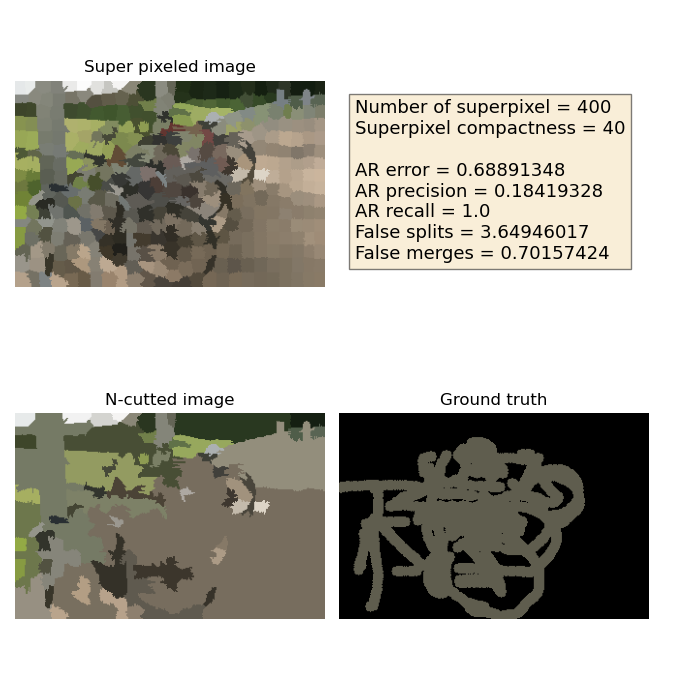 Super pixeled image
Number of superpixel = 400
Superpixel compactness = 40
AR error = 0.68891348
AR precision = 0.18419328
AR recall = 1.0
False splits = 3.64946017
False merges = 0.70157424
N-cutted image
Ground truth